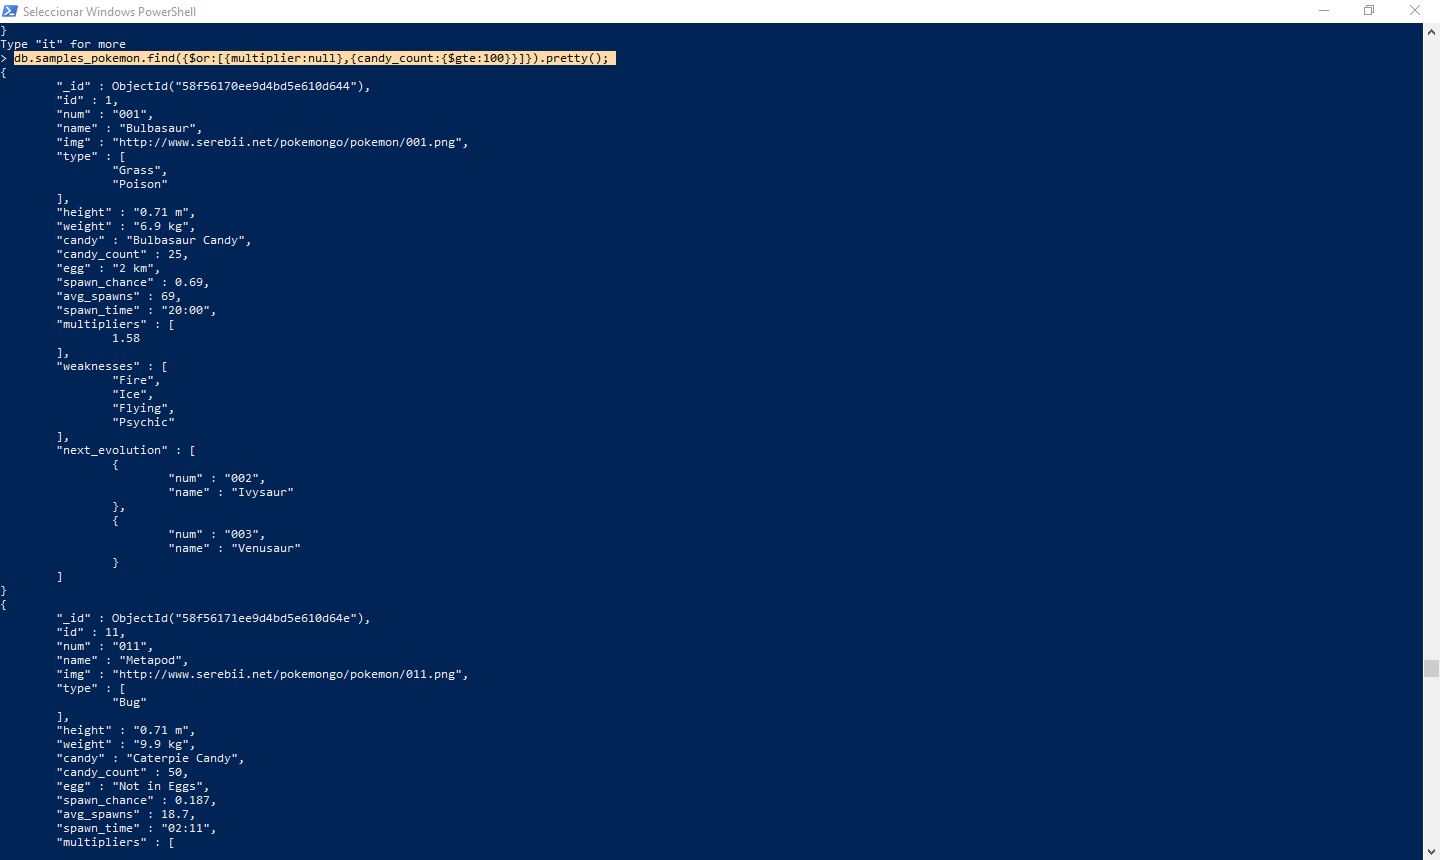 Seleccionar Windows PowerShell
}
Type "it" for more
> db.samples_pokemon.find({$or:[{multiplier:null},{candy_count:{$gte:100}}]}).pretty();
{
"_id" : ObjectId("58f56170ee9d4bd5e610d644"),
"id" : 1,
"num" : "001",
"name" : "Bulbasaur",
"img" : "http://www.serebii.net/pokemongo/pokemon/001.png",
"type" : [
"Grass",
"Poison"
],
"height" : "0.71 m",
"weight" : "6.9 kg",
"candy" : "Bulbasaur Candy",
"candy_count" : 25,
"egg" : "2 km",
"spawn_chance" : 0.69,
"avg_spawns" : 69,
"spawn_time" : "20:00",
"multipliers" : [
1.58
],
"weaknesses" : [
"Fire",
"Ice",
"Flying",
"Psychic"
],
"next_evolution" : [
{
"num" : "002",
"name" : "Ivysaur"
},
{
"num" : "003",
"name" : "Venusaur"
}
]
}
{
"_id" : ObjectId("58f56171ee9d4bd5e610d64e"),
"id" : 11,
"num" : "011",
"name" : "Metapod",
"img" : "http://www.serebii.net/pokemongo/pokemon/011.png",
"type" : [
"Bug"
],
"height" : "0.71 m",
"weight" : "9.9 kg",
"candy" : "Caterpie Candy",
"candy_count" : 50,
"egg" : "Not in Eggs",
"spawn_chance" : 0.187,
"avg_spawns" : 18.7,
"spawn_time" : "02:11",
"multipliers" : [